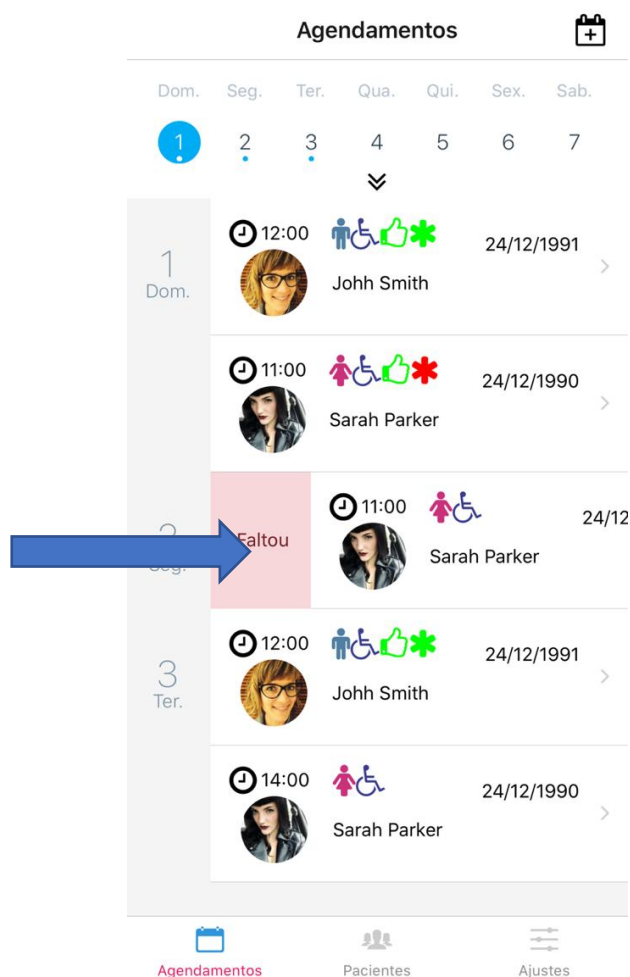 Agendamentos
Dom. Seg. Ter. Qua. Qui. Sex. Sab.
1 2 3 4 5 6 7
1
Dom.
12:00
24/12/1991
Johh Smith
11:00
24/12/1990
Sarah Parker
Faltou
11:00
24/12
Sarah Parker
3
Ter.
12:00
24/12/1991
Johh Smith
14:00
24/12/1990
Sarah Parker
Agendamentos Pacientes Ajustes